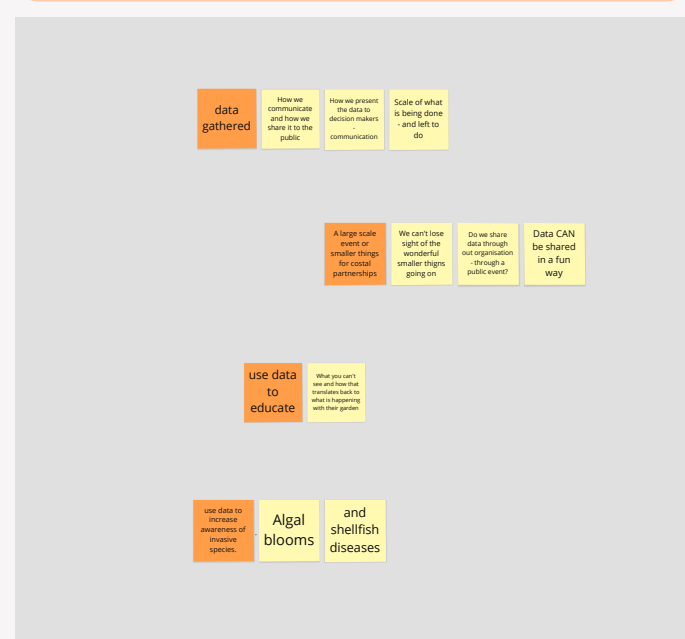 data
gathered
How we
communicate
and how we
share it to the
public
How we present
the data to
decision makers
-
communication
Scale of what
is being done
- and left to
do
A large scale
event or
smaller things
for costal
partnerships
We can't lose
sight of the
wonderful
smaller thigns
going on
Do we share
data through
out organisation
- through a
public event?
Data CAN
be shared
in a fun
way
use data
to
educate
What you can't
see and how that
translates back to
what is happening
with their garden
use data to
increase
awareness of
invasive
species.
Algal
blooms
and
shellfish
diseases